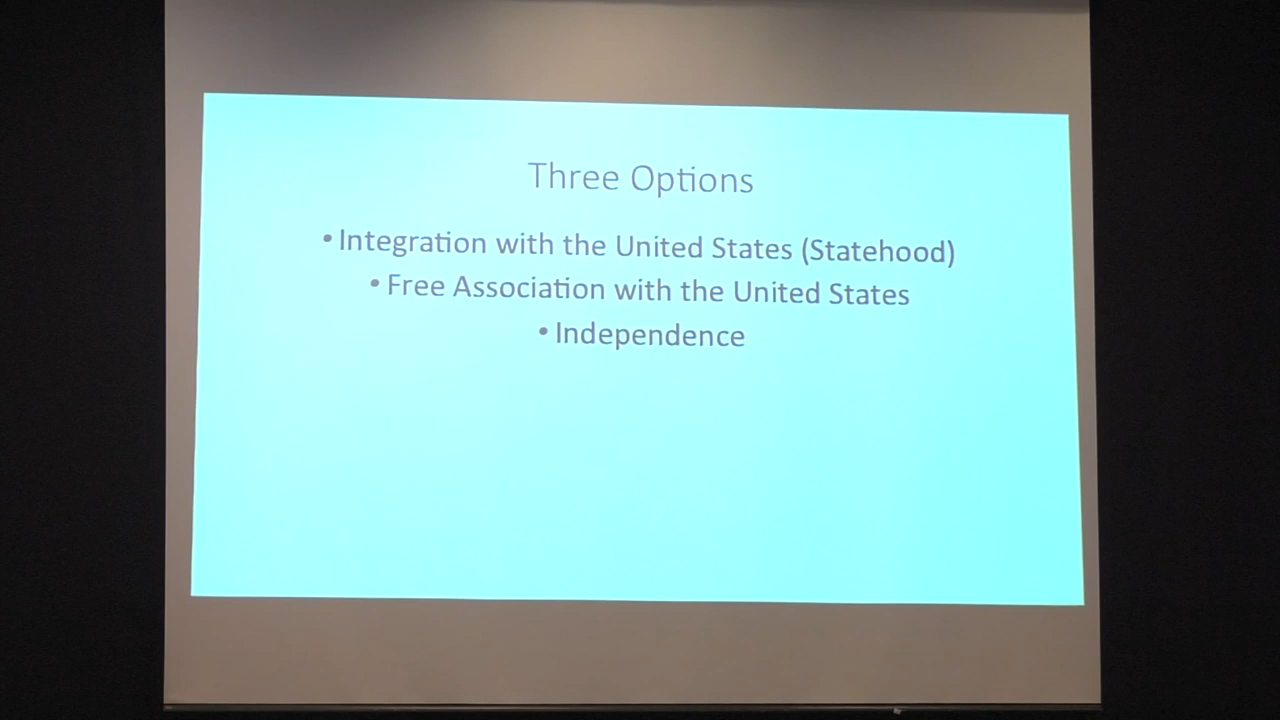 Three Options
• Integration with the United States (Statehood)
• Free Association with the United States
• Independence